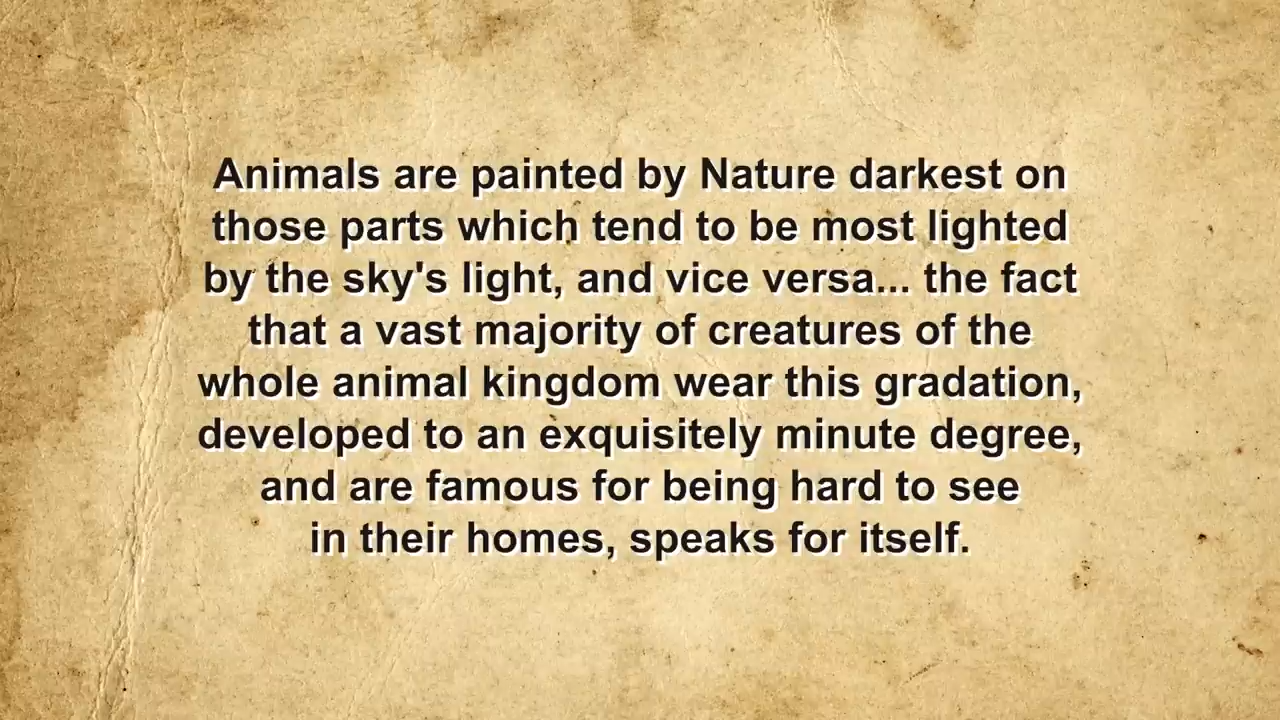 Animals are painted by Nature darkest on
those parts which tend to be most lighted
by the sky's light, and vice versa... the fact
that a vast majority of creatures of the
whole animal kingdom wear this gradation,
developed to an exquisitely minute degree,
and are famous for being hard to see
in their homes, speaks for itself.